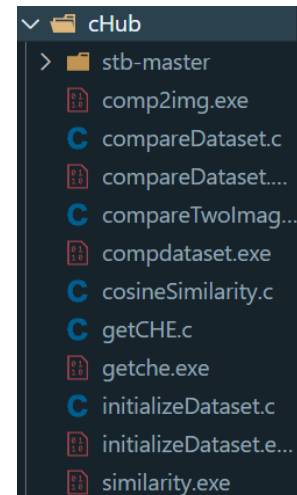 cHub
stb-master
comp2img.exe
compareDataset.c
compareDataset....
compareTwoImag...
compdataset.exe
cosineSimilarity.c
getCHE.c
getche.exe
initializeDataset.c
initializeDataset.e...
similarity.exe